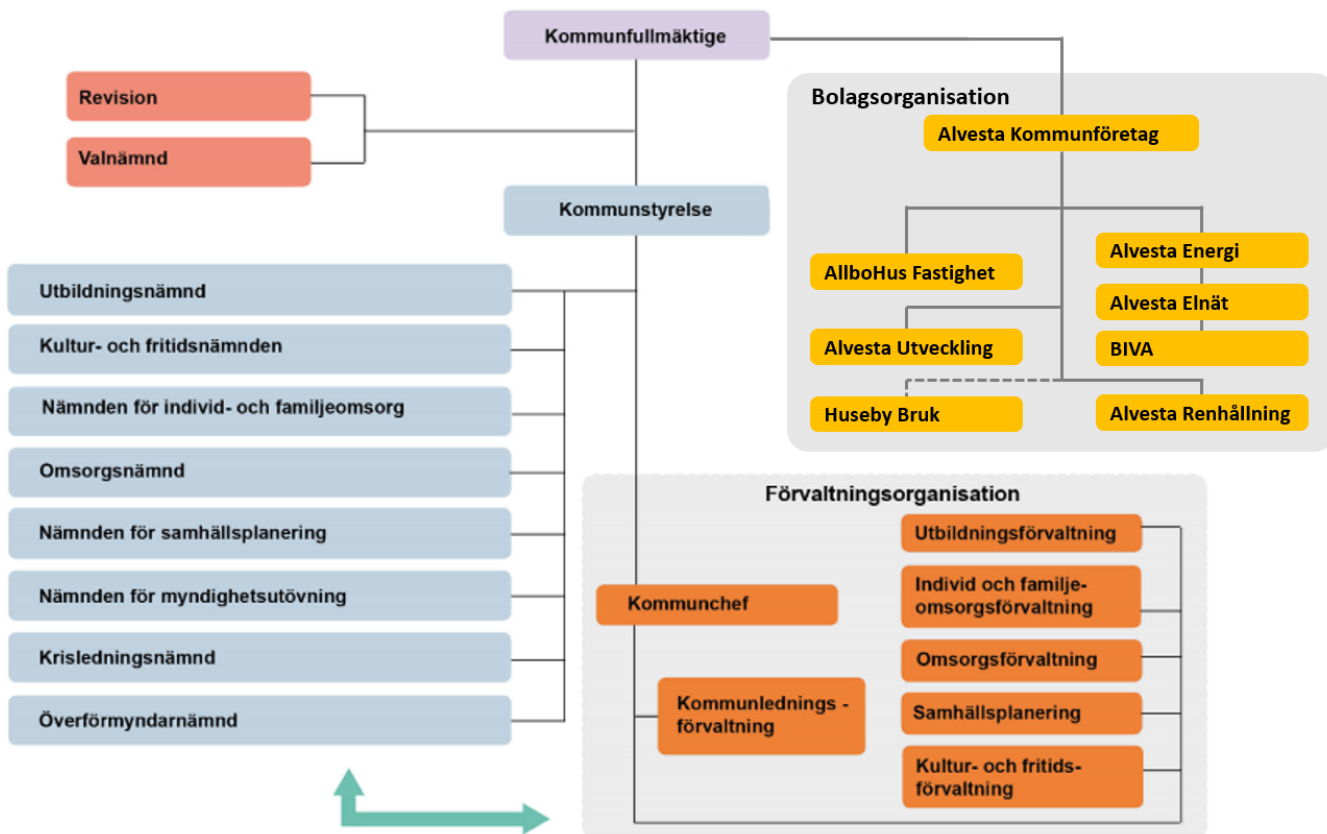 Kommunfullmäktige
Revision
Valnämnd
Kommunstyrelse
Utbildningsnämnd
Kultur- och fritidsnämnden
Nämnden för individ- och familjeomsorg
Omsorgsnämnd
Nämnden för samhällsplanering
Nämnden för myndighetsutövning
Krisledningsnämnd
Överförmyndarnämnd
Bolagsorganisation
Alvesta Kommunföretag
AllboHus Fastighet
Alvesta Utveckling
Huseby Bruk
Alvesta Energi
Alvesta Elnät
BIVA
Alvesta Renhållning
Förvaltningsorganisation
Kommunchef
Kommunlednings -
förvaltning
Utbildningsförvaltning
Individ och familje-
omsorgsförvaltning
Omsorgsförvaltning
Samhällsplanering
Kultur- och fritids-
förvaltning